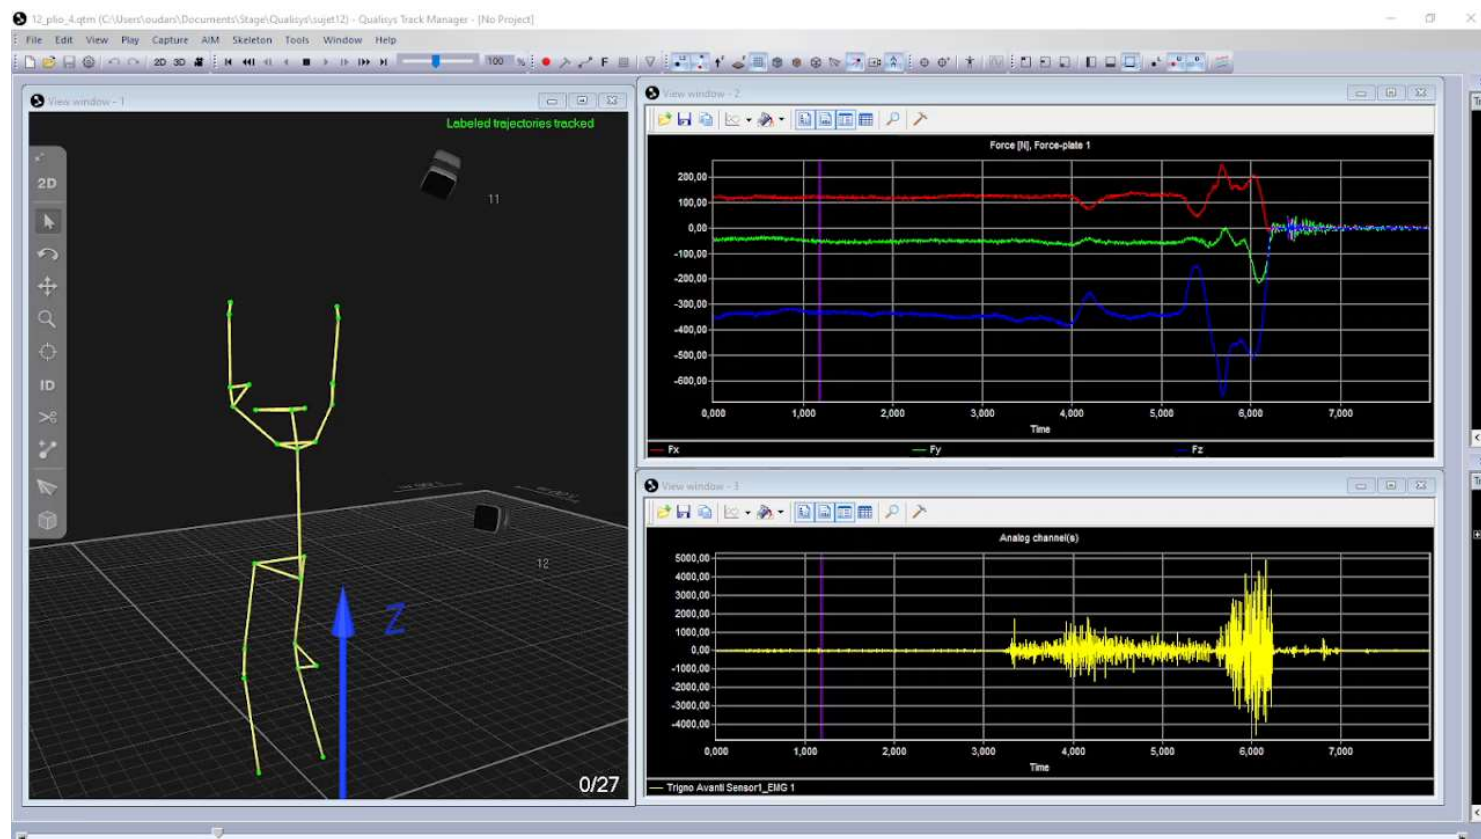 12_plio_4.qtm (C:\Users\oudars\Documents\Stage\Qualisys\sujet12) - Qualisys Track Manager - [No Project]
File Edit View Play Capture AIM Skeleton Tools Window Help
2D 3D 100 % F
View window - 1
Labeled trajectories tracked
2D
11
ID
12
Z
0/27
View window - 2
Force [N], Force-plate 1
200,00
100,00
0,00
-100,00
-200,00
-300,00
-400,00
-500,00
-600,00
0,000 1,000 2,000 3,000 4,000 5,000 6,000 7,000
Time
Fx Fy Fz
View window - 3
Analog channel(s)
5000,00
4000,00
3000,00
2000,00
1000,00
0,00
-1000,00
-2000,00
-3000,00
-4000,00
0,000 1,000 2,000 3,000 4,000 5,000 6,000 7,000
Time
Trigno Avanti Sensor1_EMG 1